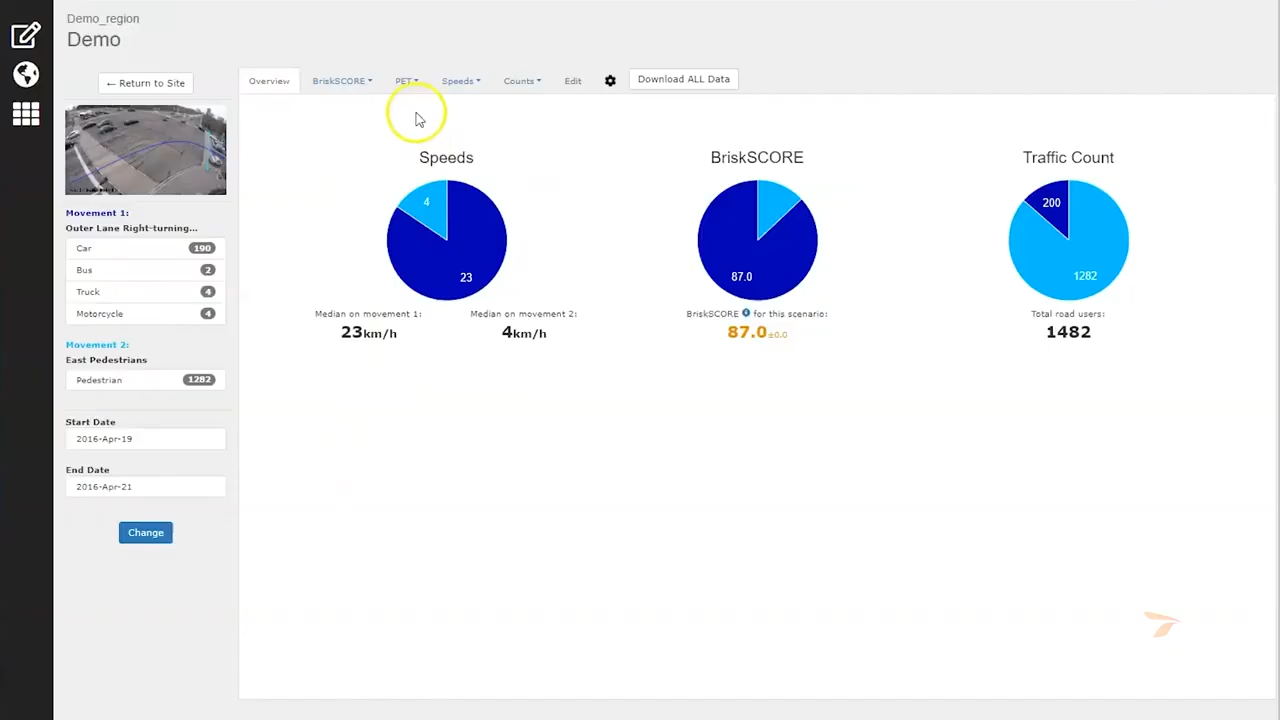 Demo_region
Demo
← Return to Site
Overview
BriskSCORE
PET
Speeds
Counts
Edit
Download ALL Data
Movement 1:
Outer Lane Right-turning...
Car 190
Bus 2
Truck 4
Motorcycle 4
Movement 2:
East Pedestrians
Pedestrian 1282
Start Date
2016-Apr-19
End Date
2016-Apr-21
Change
Speeds
4
23
Median on movement 1:
23km/h
Median on movement 2:
4km/h
BriskSCORE
87.0
BriskSCORE for this scenario:
87.0±0.0
Traffic Count
200
1282
Total road users:
1482